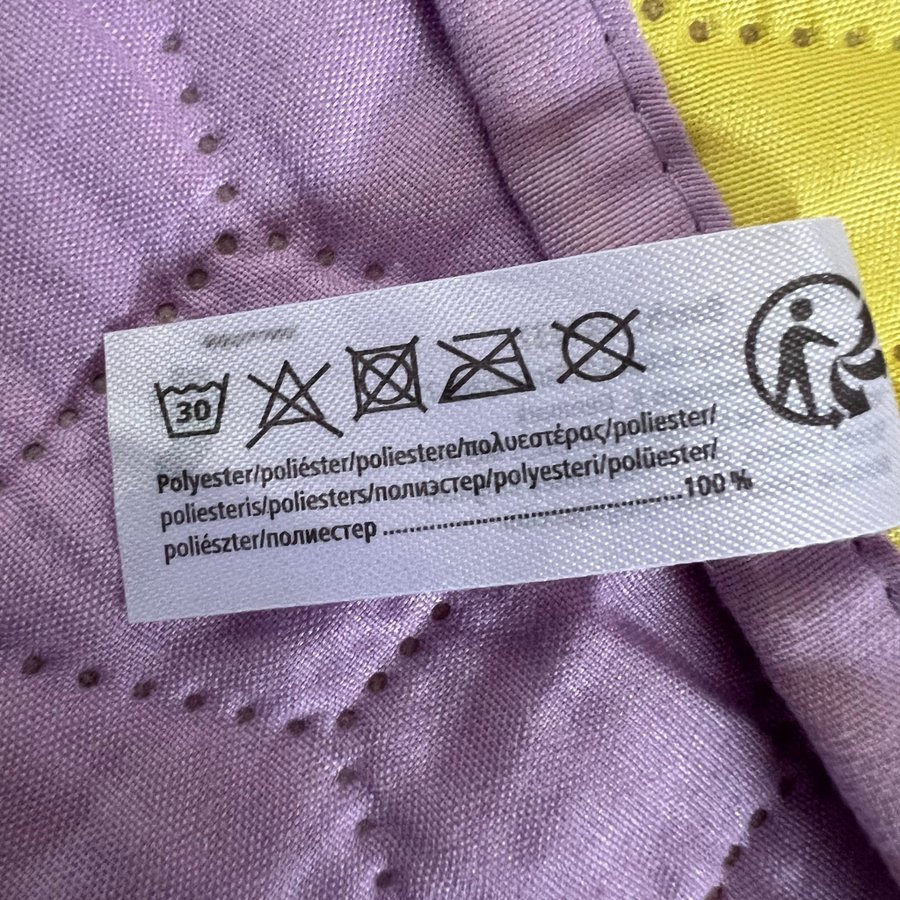 30
Polyester/poliéster/poliestere/πολυεστέρας/poliester/
poliesteris/poliesters/полиэстер/polyesteri/polüester/
poliészter/полиестер ................................................100 %